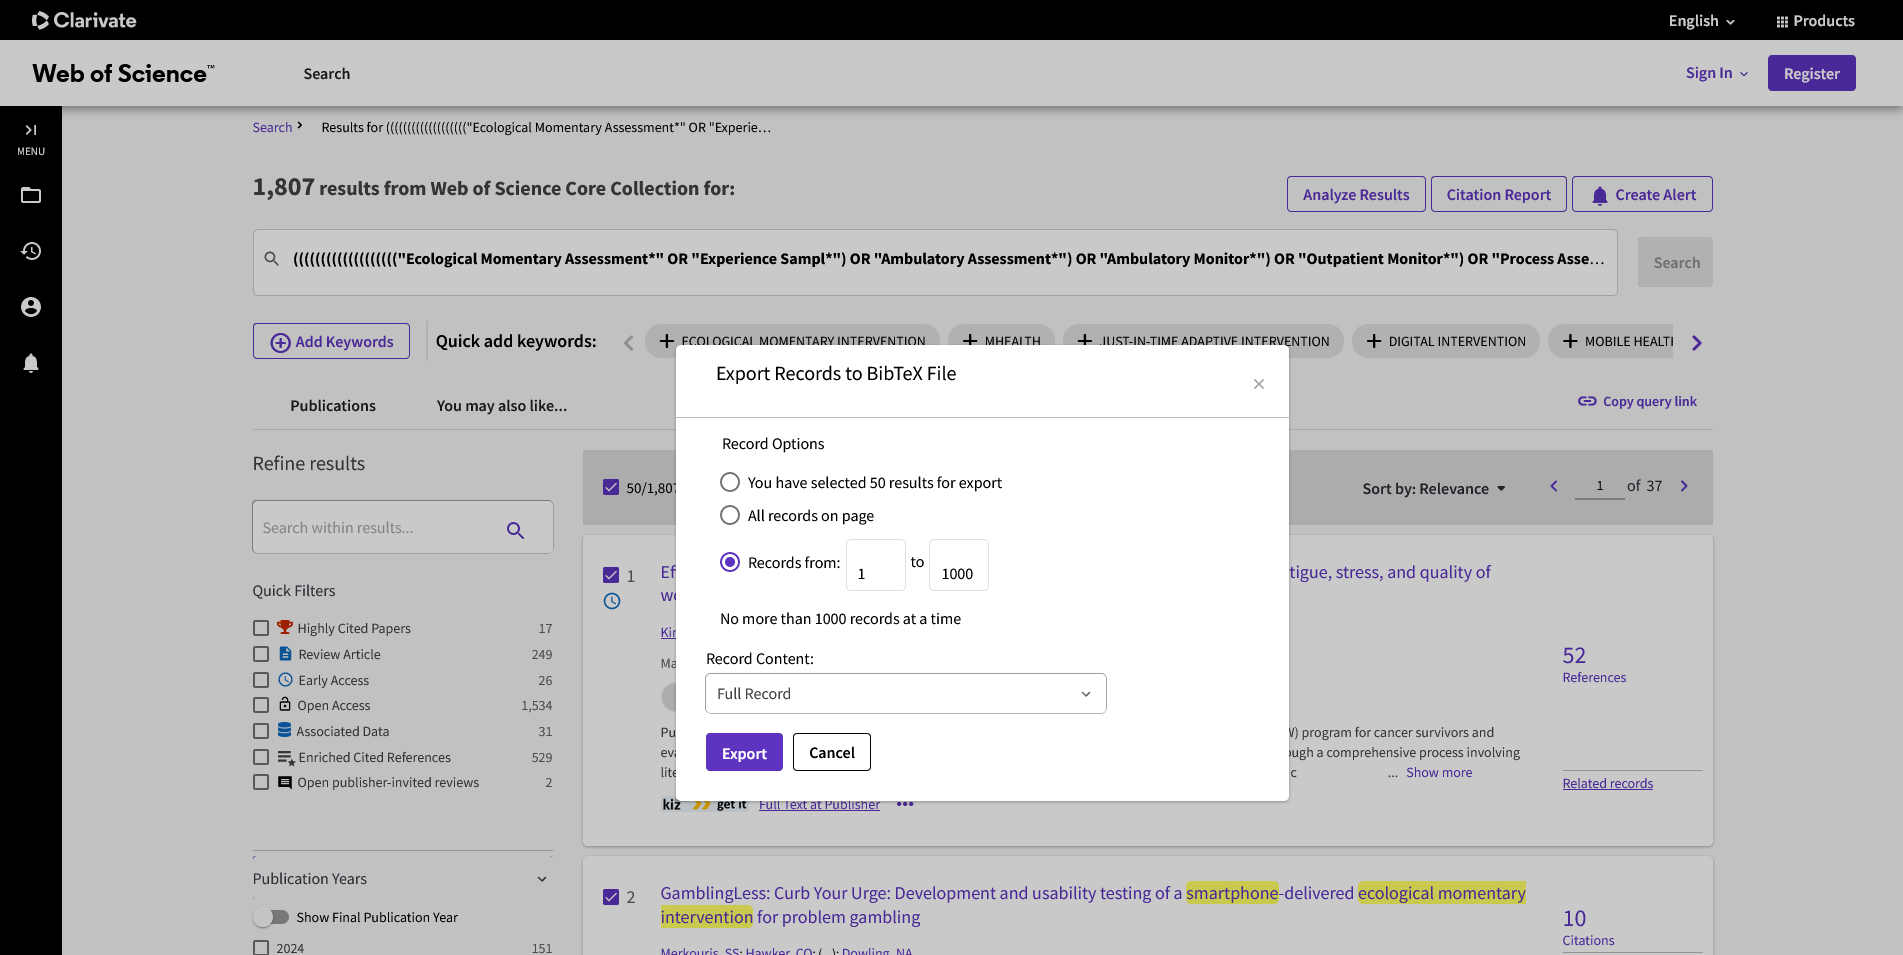 Clarivate
English
Products
Web of Science™
Search
Sign In
Register
MENU
Search
Results for (((((((((((((((((((("Ecological Momentary Assessment*" OR "Experie...
1,807 results from Web of Science Core Collection for:
Analyze Results
Citation Report
Create Alert
(((((((((((((((((((("Ecological Momentary Assessment*" OR "Experience Sampl*") OR "Ambulatory Assessment*") OR "Ambulatory Monitor*") OR "Outpatient Monitor*") OR "Process Asse...
Search
Add Keywords
Quick add keywords:
ECOLOGICAL MOMENTARY INTERVENTION
MHEALTH
JUST-IN-TIME ADAPTIVE INTERVENTION
DIGITAL INTERVENTION
MOBILE HEALTH
Export Records to BibTeX File
Publications
You may also like...
Copy query link
Record Options
Refine results
You have selected 50 results for export
50/1,807
Sort by: Relevance
1 of 37
All records on page
Search within results...
Records from: 1 to 1000
1
Ef
tigue, stress, and quality of
Quick Filters
No more than 1000 records at a time
Highly Cited Papers 17
Kir
52
References
Review Article 249
Record Content:
Ma
Early Access 26
Full Record
Open Access 1,534
Associated Data 31
Pu
) program for cancer survivors and
Enriched Cited References 529
Export
Cancel
eva
ugh a comprehensive process involving
Open publisher-invited reviews 2
lite
c
... Show more
Related records
kiz
get it
Full Text at Publisher
Publication Years
2
GamblingLess: Curb Your Urge: Development and usability testing of a smartphone-delivered ecological momentary
intervention for problem gambling
Show Final Publication Year
10
Citations
2024 151
Merkouris, SS; Hawker, CO; (...); Dowling, NA